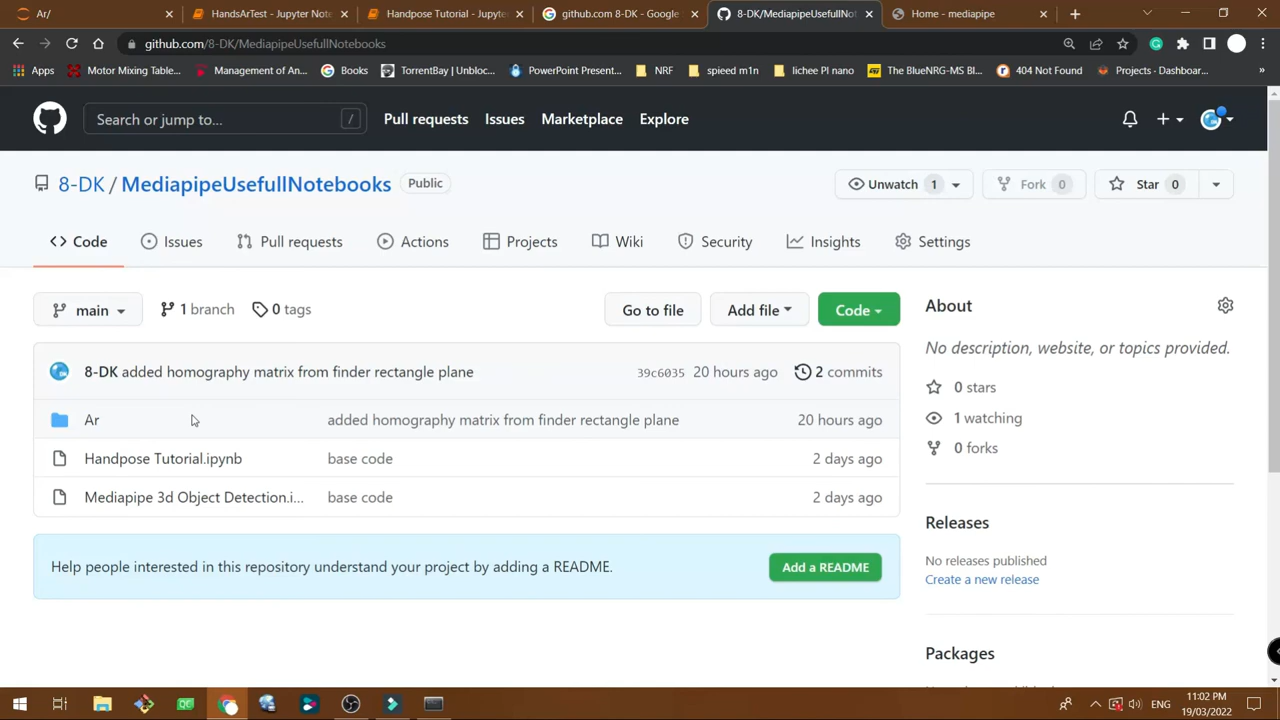 Ar/
HandsArTest - Jupyter Note
Handpose Tutorial - Jupyte
github.com 8-DK - Google
8-DK/MediapipeUsefullNot
Home - mediapipe
github.com/8-DK/MediapipeUsefullNotebooks
Apps
Motor Mixing Table...
Management of An...
Books
TorrentBay | Unbloc...
PowerPoint Present...
NRF
spieed m1n
lichee PI nano
The BlueNRG-MS Bl...
404 Not Found
Projects - Dashboar...
Search or jump to...
/
Pull requests
Issues
Marketplace
Explore
8-DK / MediapipeUsefullNotebooks
Public
Unwatch 1
Fork 0
Star 0
Code
Issues
Pull requests
Actions
Projects
Wiki
Security
Insights
Settings
main
1 branch
0 tags
Go to file
Add file
Code
About
No description, website, or topics provided.
8-DK added homography matrix from finder rectangle plane
39c6035 20 hours ago
2 commits
0 stars
Ar
added homography matrix from finder rectangle plane
20 hours ago
1 watching
0 forks
Handpose Tutorial.ipynb
base code
2 days ago
Mediapipe 3d Object Detection.i...
base code
2 days ago
Releases
No releases published
Create a new release
Help people interested in this repository understand your project by adding a README.
Add a README
Packages
ENG
11:02 PM
19/03/2022